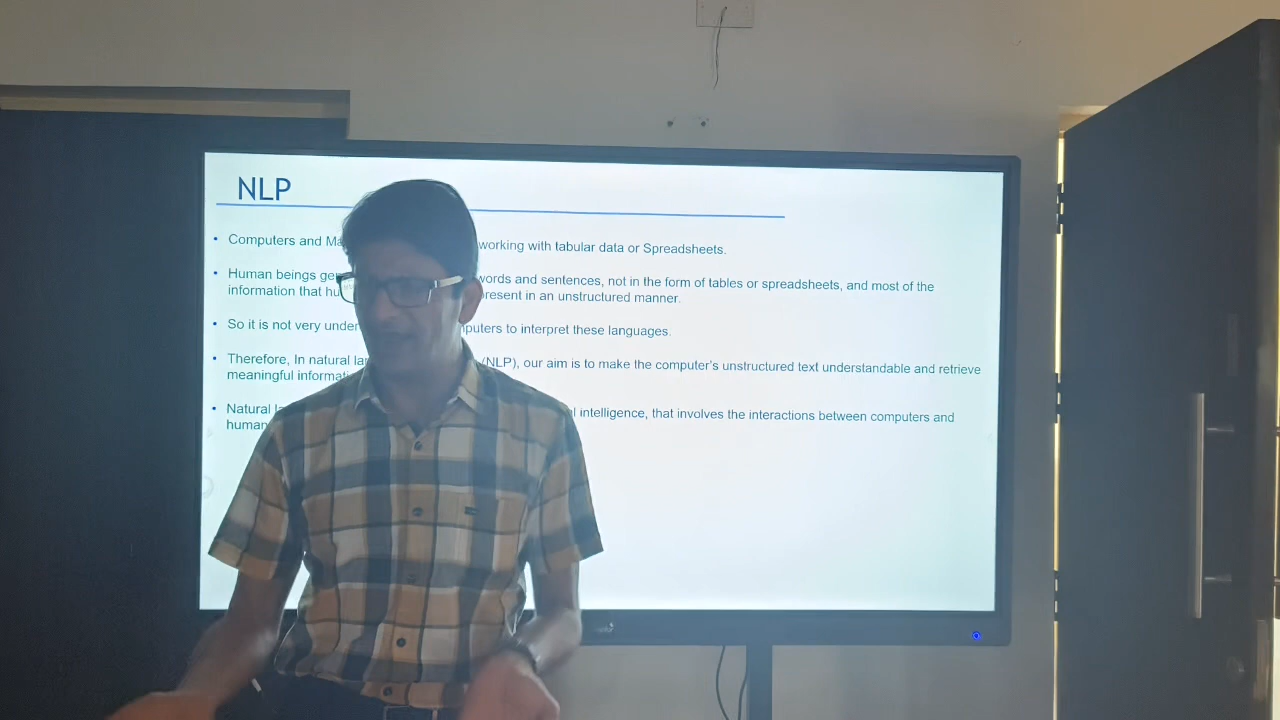 NLP
• Computers and Ma working with tabular data or Spreadsheets.
• Human beings ge words and sentences, not in the form of tables or spreadsheets, and most of the
information that hu present in an unstructured manner.
• So it is not very under puters to interpret these languages.
• Therefore, In natural la (NLP), our aim is to make the computer's unstructured text understandable and retrieve
meaningful informati
• Natural l intelligence, that involves the interactions between computers and
human